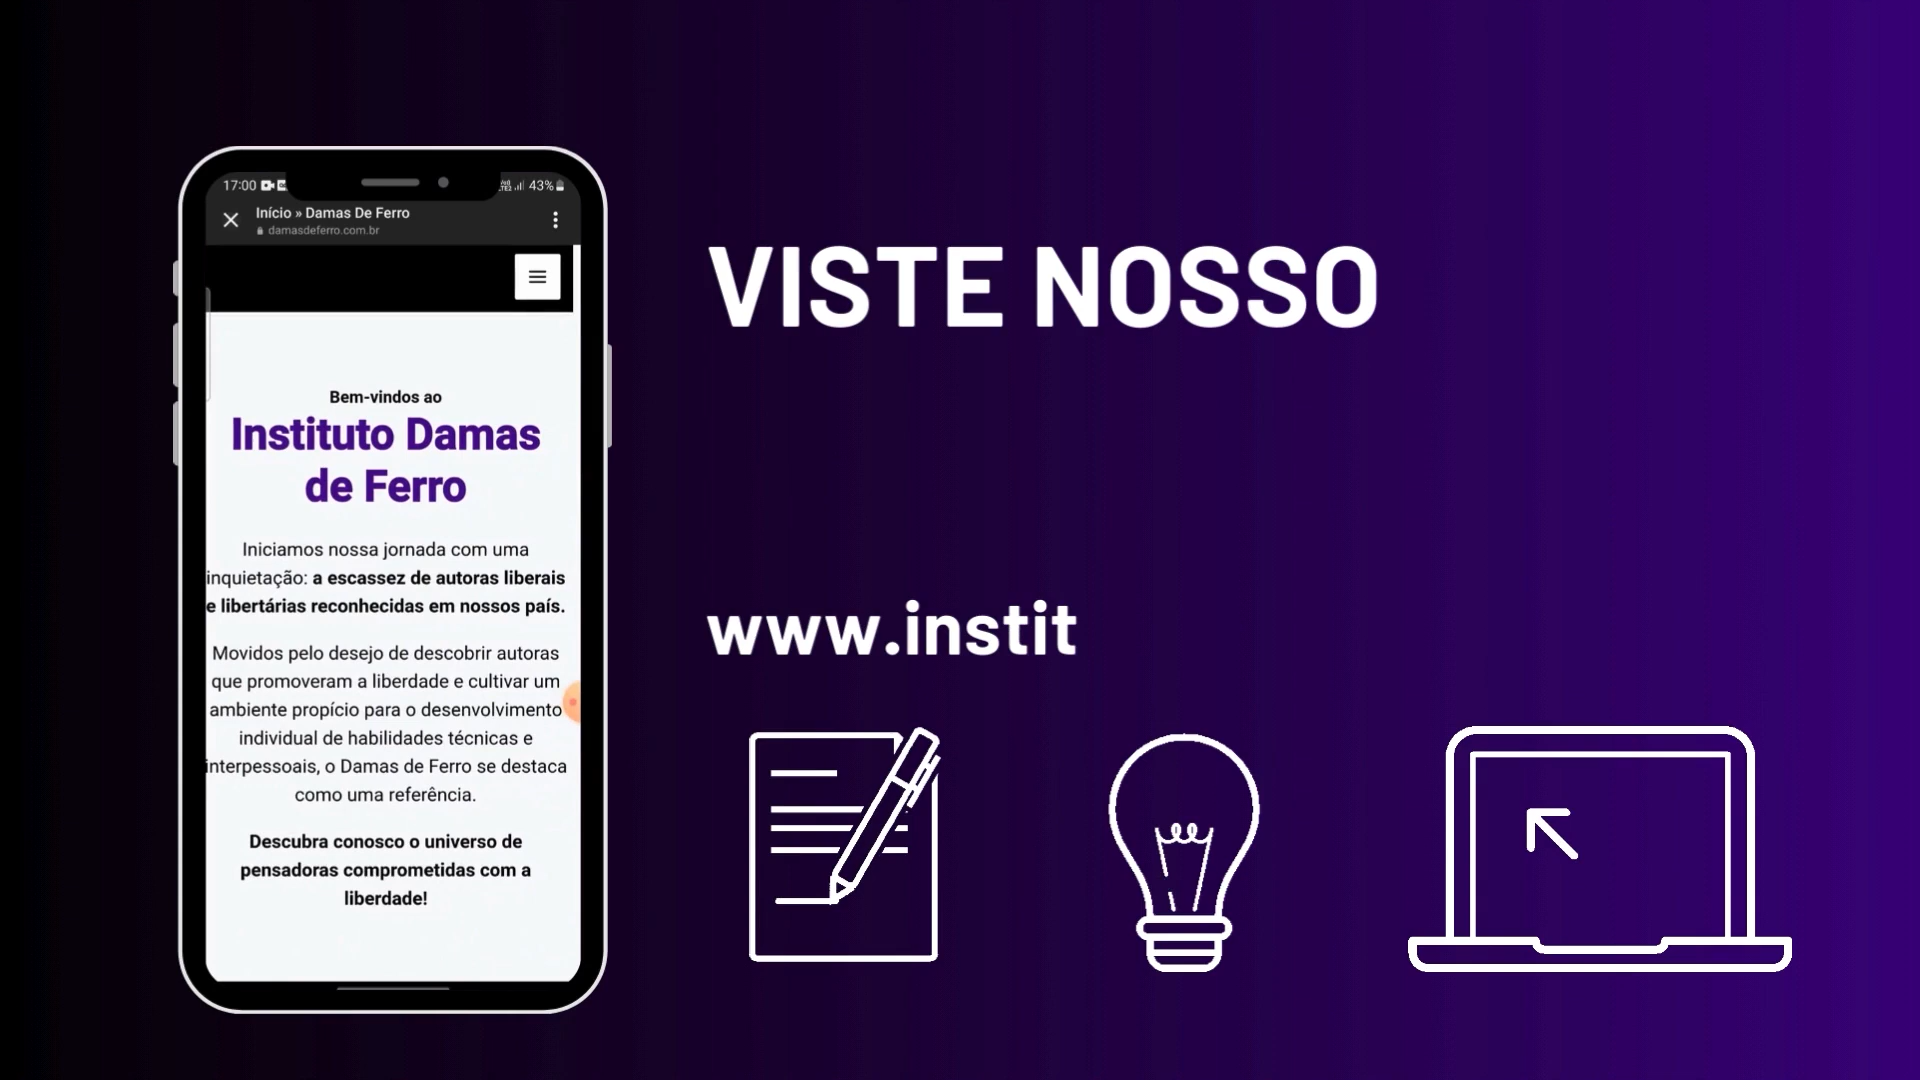 17:00
43%
Início » Damas De Ferro
damasdeferro.com.br
Bem-vindos ao
Instituto Damas
de Ferro
Iniciamos nossa jornada com uma
inquietação: a escassez de autoras liberais
e libertárias reconhecidas em nossos país.
Movidos pelo desejo de descobrir autoras
que promoveram a liberdade e cultivar um
ambiente propício para o desenvolvimento
individual de habilidades técnicas e
interpessoais, o Damas de Ferro se destaca
como uma referência.
Descubra conosco o universo de
pensadoras comprometidas com a
liberdade!
VISTE NOSSO
www.instit